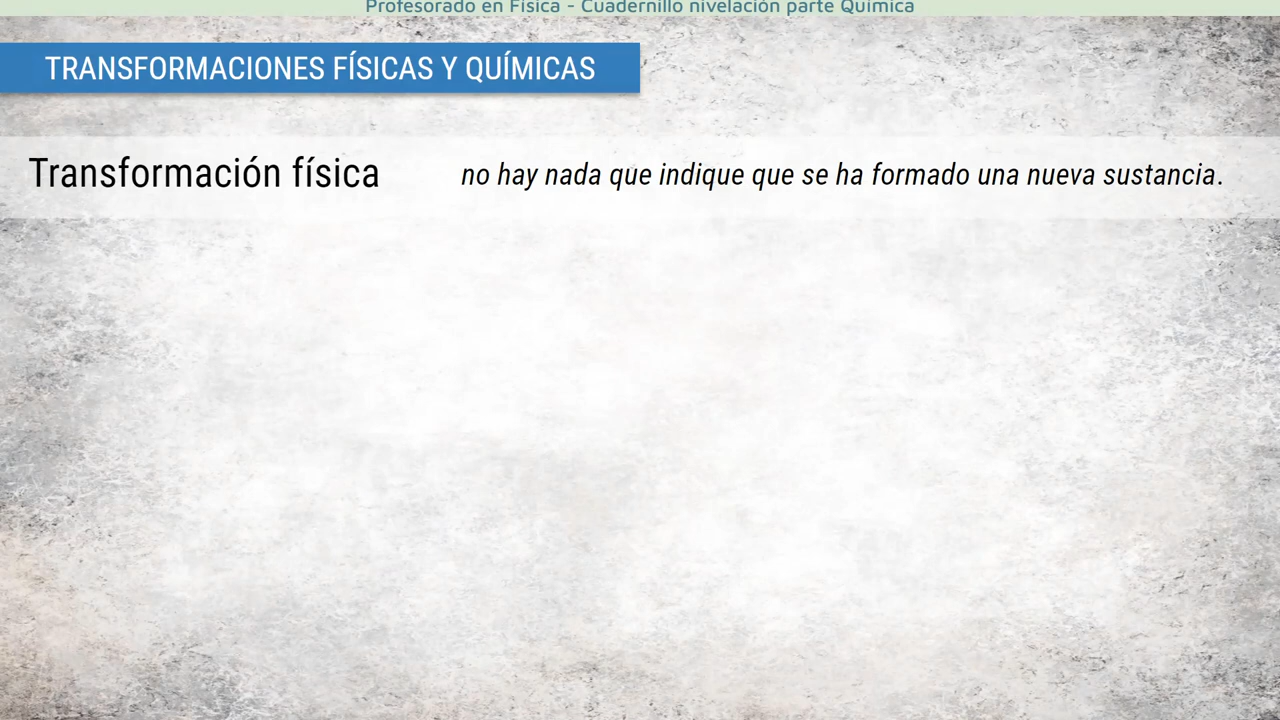 Profesorado en Física - Cuadernillo nivelación parte Química
TRANSFORMACIONES FÍSICAS Y QUÍMICAS
Transformación física no hay nada que indique que se ha formado una nueva sustancia.